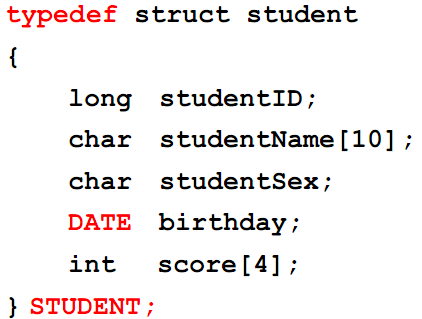 typedef struct student
{
long studentID;
char studentName[10];
char studentSex;
DATE birthday;
int score[4];
} STUDENT;